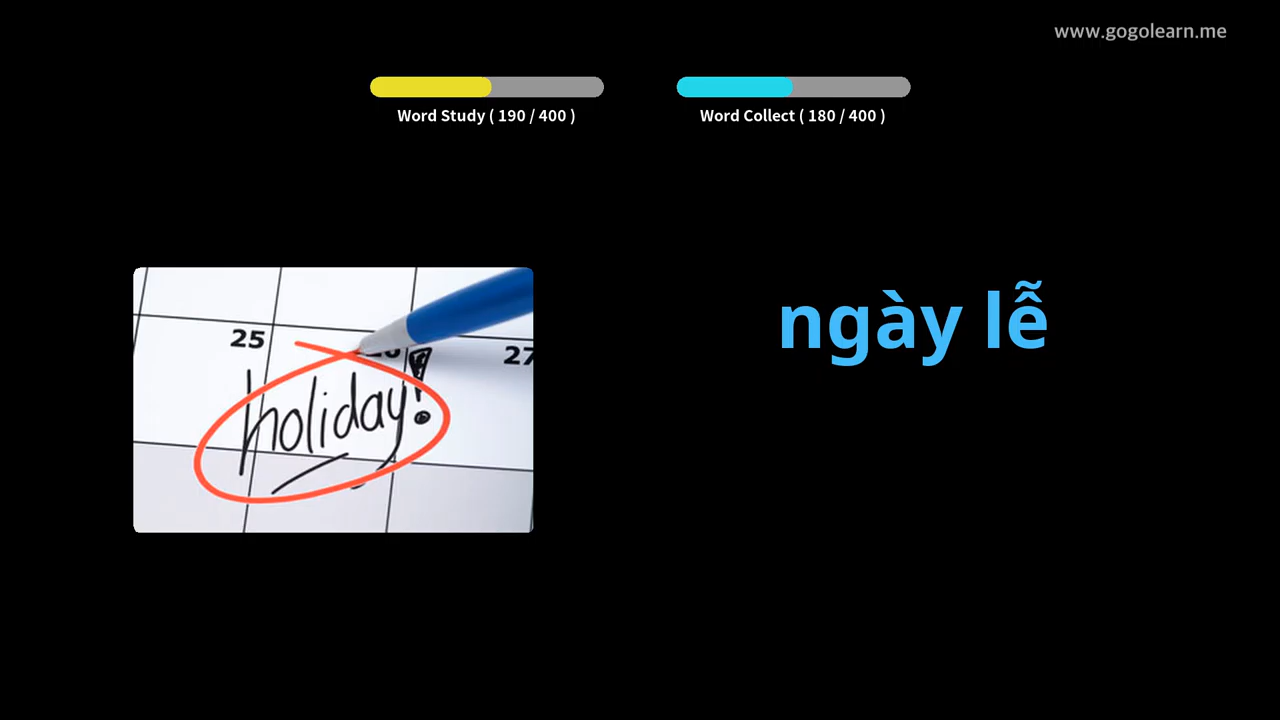 www.gogolearn.me
Word Study ( 190 / 400 )
Word Collect ( 180 / 400 )
25
27
holiday!
ngày lễ